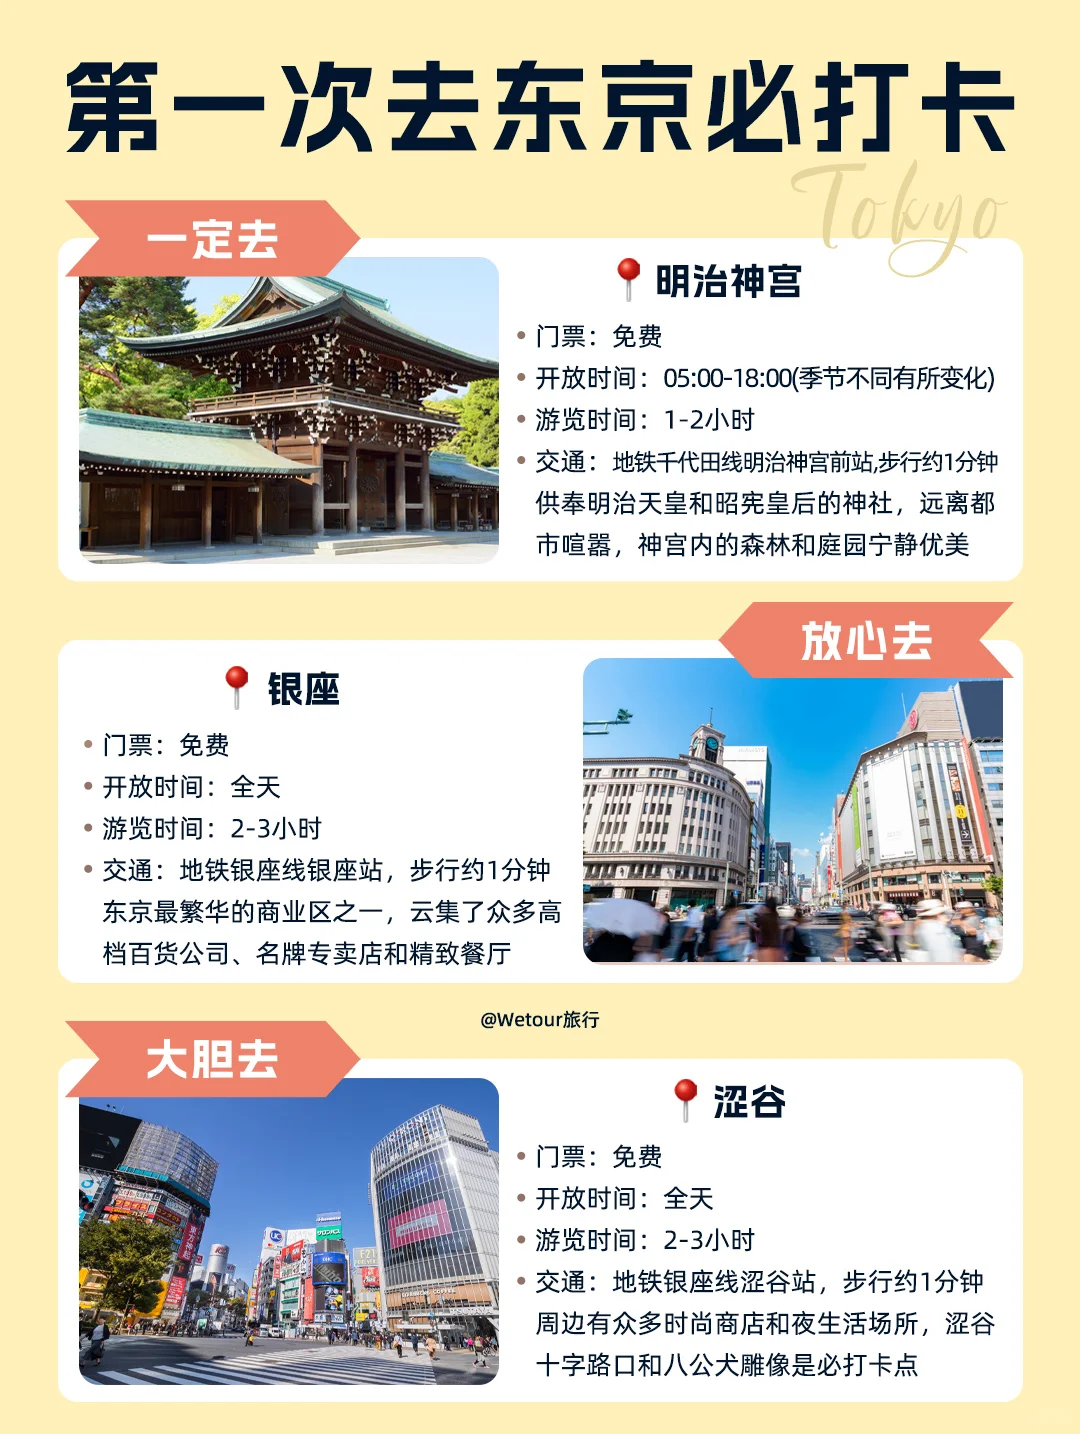 第一次去东京必打卡
Tokyo
一定去
明治神宫
门票：免费
开放时间：05:00-18:00(季节不同有所变化)
游览时间：1-2小时
交通：地铁千代田线明治神宫前站,步行约1分钟
供奉明治天皇和昭宪皇后的神社，远离都
市喧嚣，神宫内的森林和庭园宁静优美
放心去
银座
门票：免费
开放时间：全天
游览时间：2-3小时
交通：地铁银座线银座站，步行约1分钟
东京最繁华的商业区之一，云集了众多高
档百货公司、名牌专卖店和精致餐厅
@Wetour旅行
大胆去
涩谷
门票：免费
开放时间：全天
游览时间：2-3小时
交通：地铁银座线涩谷站，步行约1分钟
周边有众多时尚商店和夜生活场所，涩谷
十字路口和八公犬雕像是必打卡点